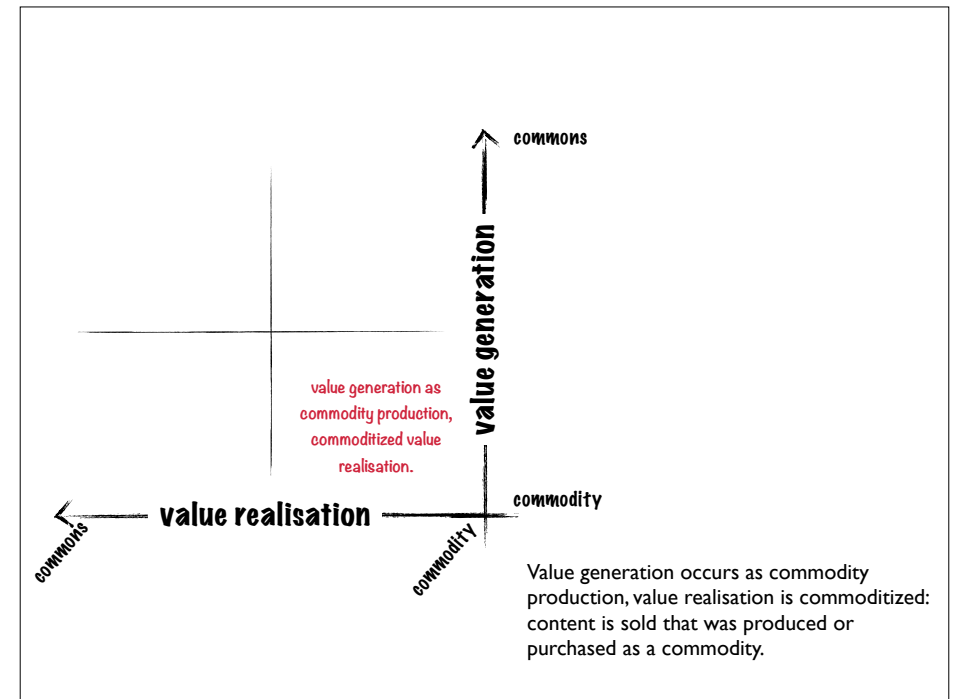 commons
value generation
value generation as
commodity production,
commoditized value
realisation.
commodity
value realisation
commons
commodity
Value generation occurs as commodity
production, value realisation is commoditized:
content is sold that was produced or
purchased as a commodity.